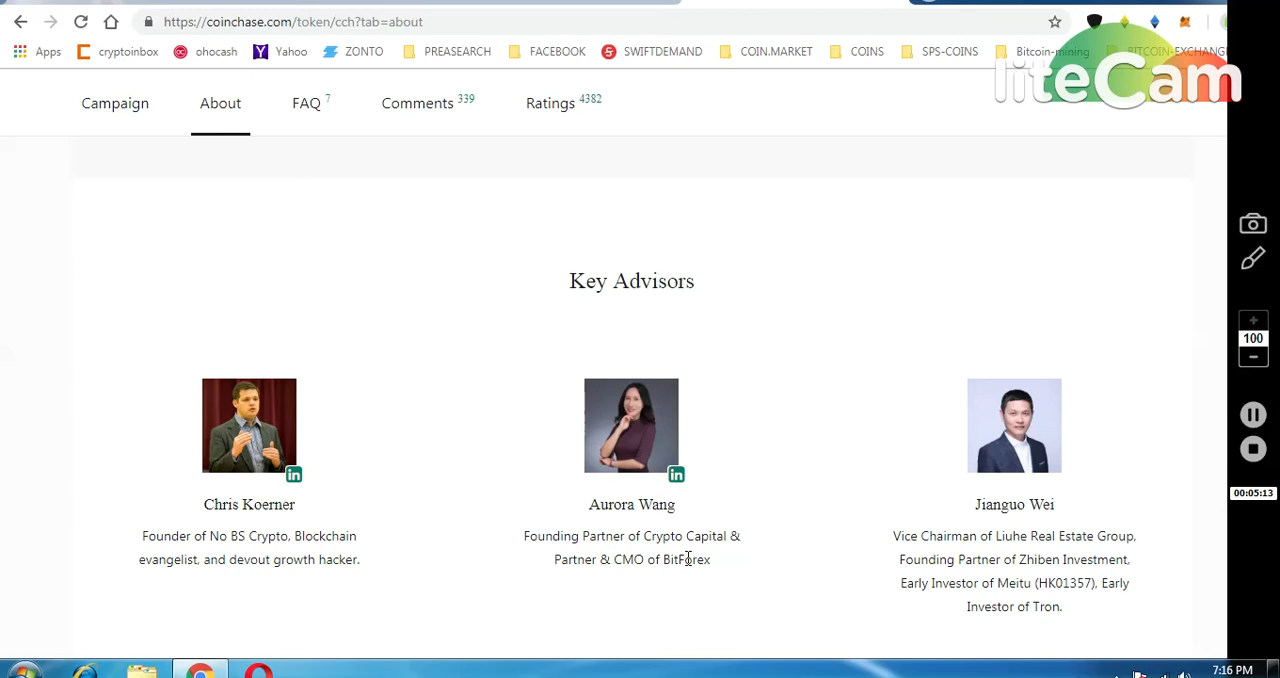 https://coinchase.com/token/cch?tab=about
Apps cryptoinbox ohocash Yahoo ZONTO PREASEARCH FACEBOOK SWIFTDEMAND COIN.MARKET COINS SPS-COINS Bitcoin-mining BITCOIN-EXCHANG
liteCam
Campaign About FAQ 7 Comments 339 Ratings 4382
Key Advisors
in
in
Chris Koerner
Founder of No BS Crypto, Blockchain
evangelist, and devout growth hacker.
Aurora Wang
Founding Partner of Crypto Capital &
Partner & CMO of BitForex
Jianguo Wei
Vice Chairman of Liuhe Real Estate Group,
Founding Partner of Zhiben Investment,
Early Investor of Meitu (HK01357), Early
Investor of Tron.
100
00:05:13
7:16 PM